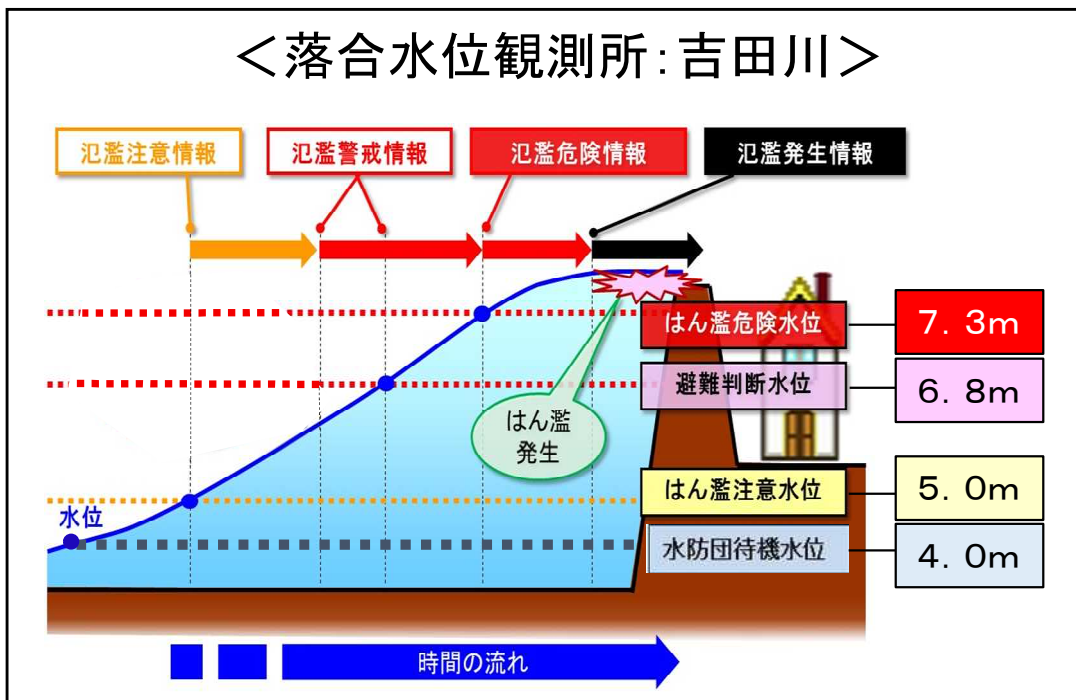 ＜落合水位観測所：吉田川＞
氾濫注意情報
氾濫警戒情報
氾濫危険情報
氾濫発生情報
はん濫危険水位
７．３ｍ
避難判断水位
６．８ｍ
はん濫
発生
はん濫注意水位
５．０ｍ
水位
水防団待機水位
４．０ｍ
時間の流れ